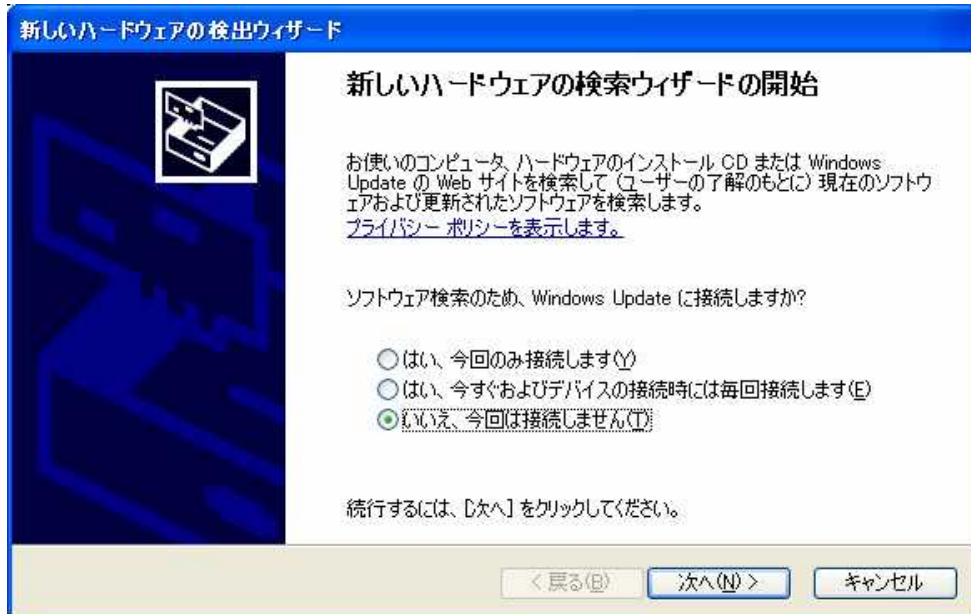 新しいハードウェアの検出ウィザード
新しいハードウェアの検索ウィザードの開始
お使いのコンピュータ、ハードウェアのインストール CD または Windows
Update の Web サイトを検索して (ユーザーの了解のもとに) 現在のソフトウ
ェアおよび更新されたソフトウェアを検索します。
プライバシー ポリシーを表示します。
ソフトウェア検索のため、Windows Update に接続しますか?
はい、今回のみ接続します(Y)
はい、今すぐおよびデバイスの接続時には毎回接続します(E)
いいえ、今回は接続しません(T)
続行するには、[次へ] をクリックしてください。
< 戻る(B) 次へ(N) > キャンセル